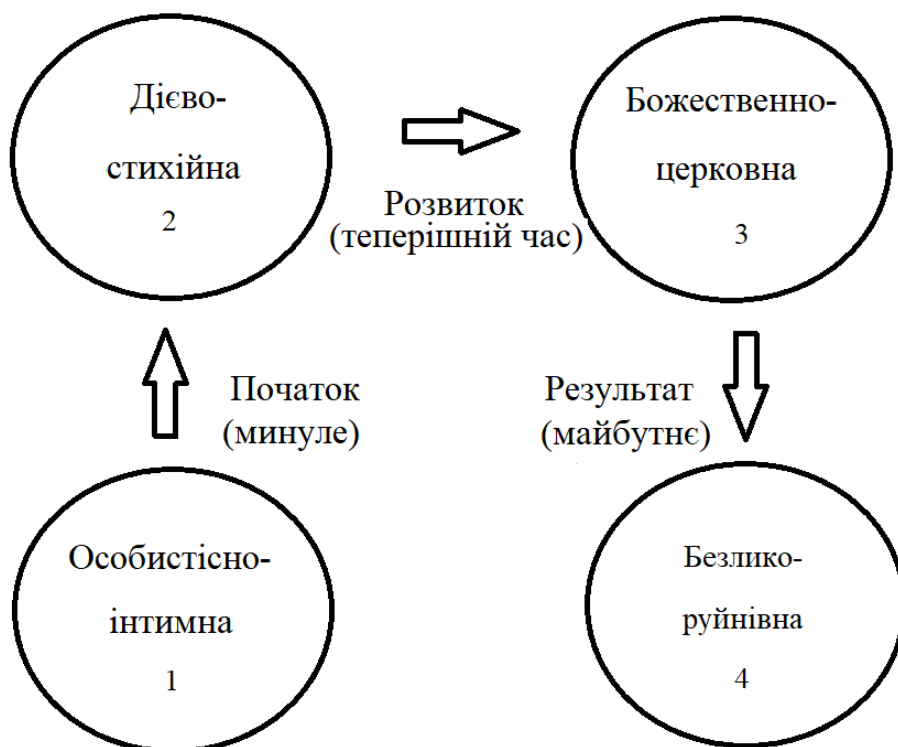 Дієво-
стихійна
2
Розвиток
(теперішній час)
Божественно-
церковна
3
Початок
(минуле)
Результат
(майбутнє)
Особистісно-
інтимна
1
Безлико-
руйнівна
4